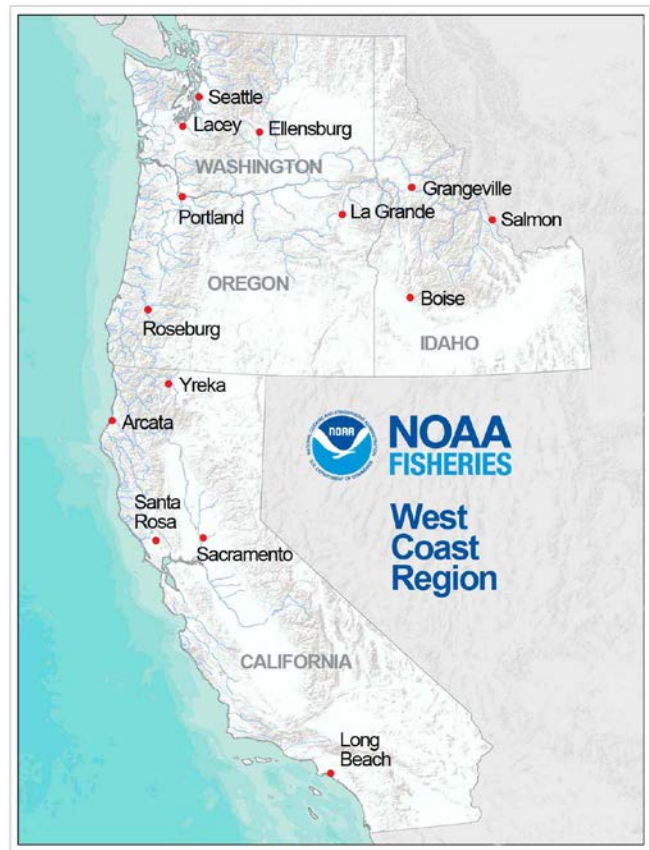 Seattle
Lacey
Ellensburg
WASHINGTON
Grangeville
Portland
La Grande
Salmon
OREGON
Boise
Roseburg
IDAHO
Yreka
Arcata
NOAA
NOAA
FISHERIES
Santa
Rosa
Sacramento
West
Coast
Region
CALIFORNIA
Long
Beach